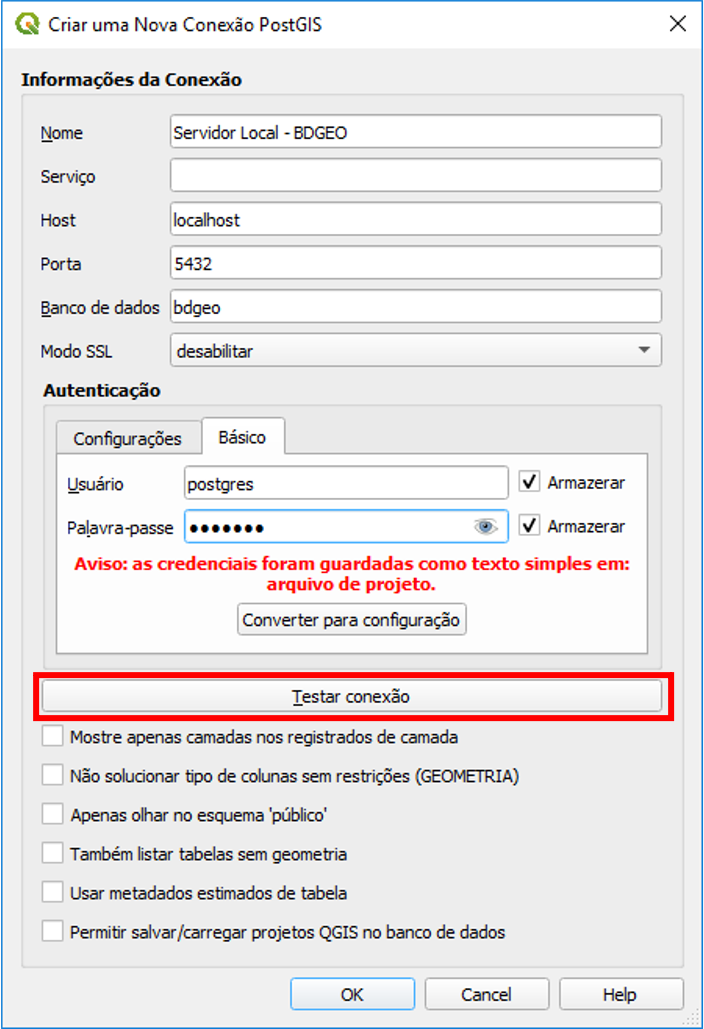 Criar uma Nova Conexão PostGIS
Informações da Conexão
Nome Servidor Local - BDGEO
Serviço
Host localhost
Porta 5432
Banco de dados bdgeo
Modo SSL desabilitar
Autenticação
Configurações Básico
Usuário postgres Armazerar
Palavra-passe ●●●●●●● Armazerar
Aviso: as credenciais foram guardadas como texto simples em:
arquivo de projeto.
Converter para configuração
Testar conexão
Mostre apenas camadas nos registrados de camada
Não solucionar tipo de colunas sem restrições (GEOMETRIA)
Apenas olhar no esquema 'público'
Também listar tabelas sem geometria
Usar metadados estimados de tabela
Permitir salvar/carregar projetos QGIS no banco de dados
OK Cancel Help